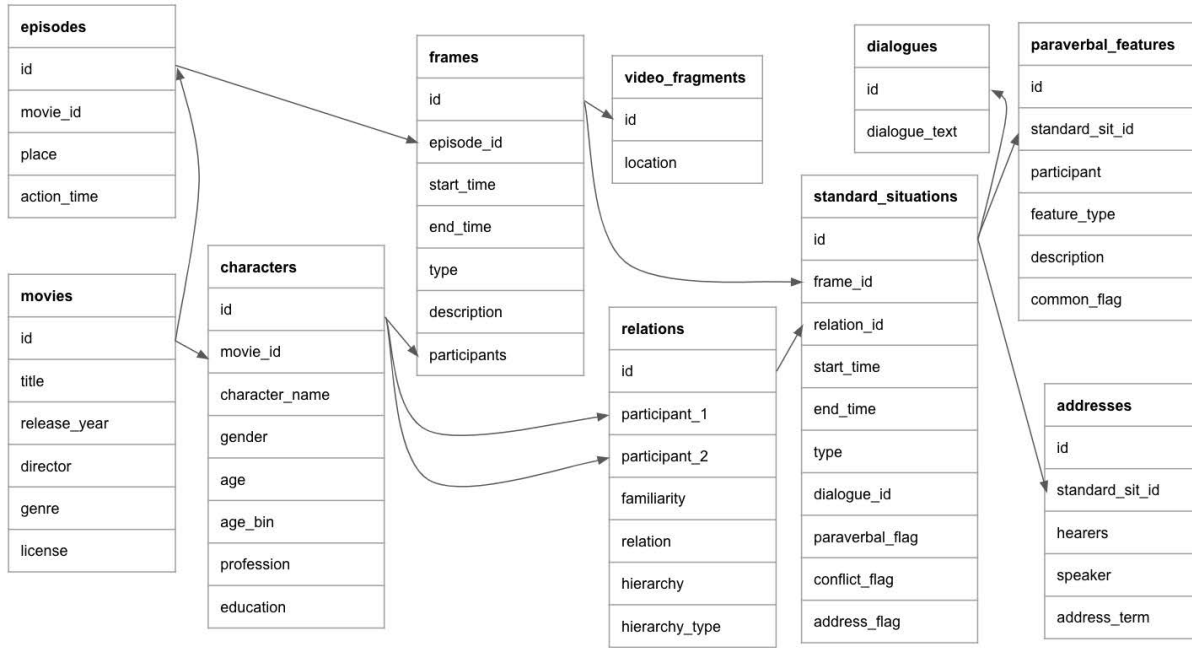 episodes
id
movie_id
place
action_time
movies
id
title
release_year
director
genre
license
characters
id
movie_id
character_name
gender
age
age_bin
profession
education
frames
id
episode_id
start_time
end_time
type
description
participants
video_fragments
id
location
relations
id
participant_1
participant_2
familiarity
relation
hierarchy
hierarchy_type
dialogues
id
dialogue_text
standard_situations
id
frame_id
relation_id
start_time
end_time
type
dialogue_id
paraverbal_flag
conflict_flag
address_flag
paraverbal_features
id
standard_sit_id
participant
feature_type
description
common_flag
addresses
id
standard_sit_id
hearers
speaker
address_term